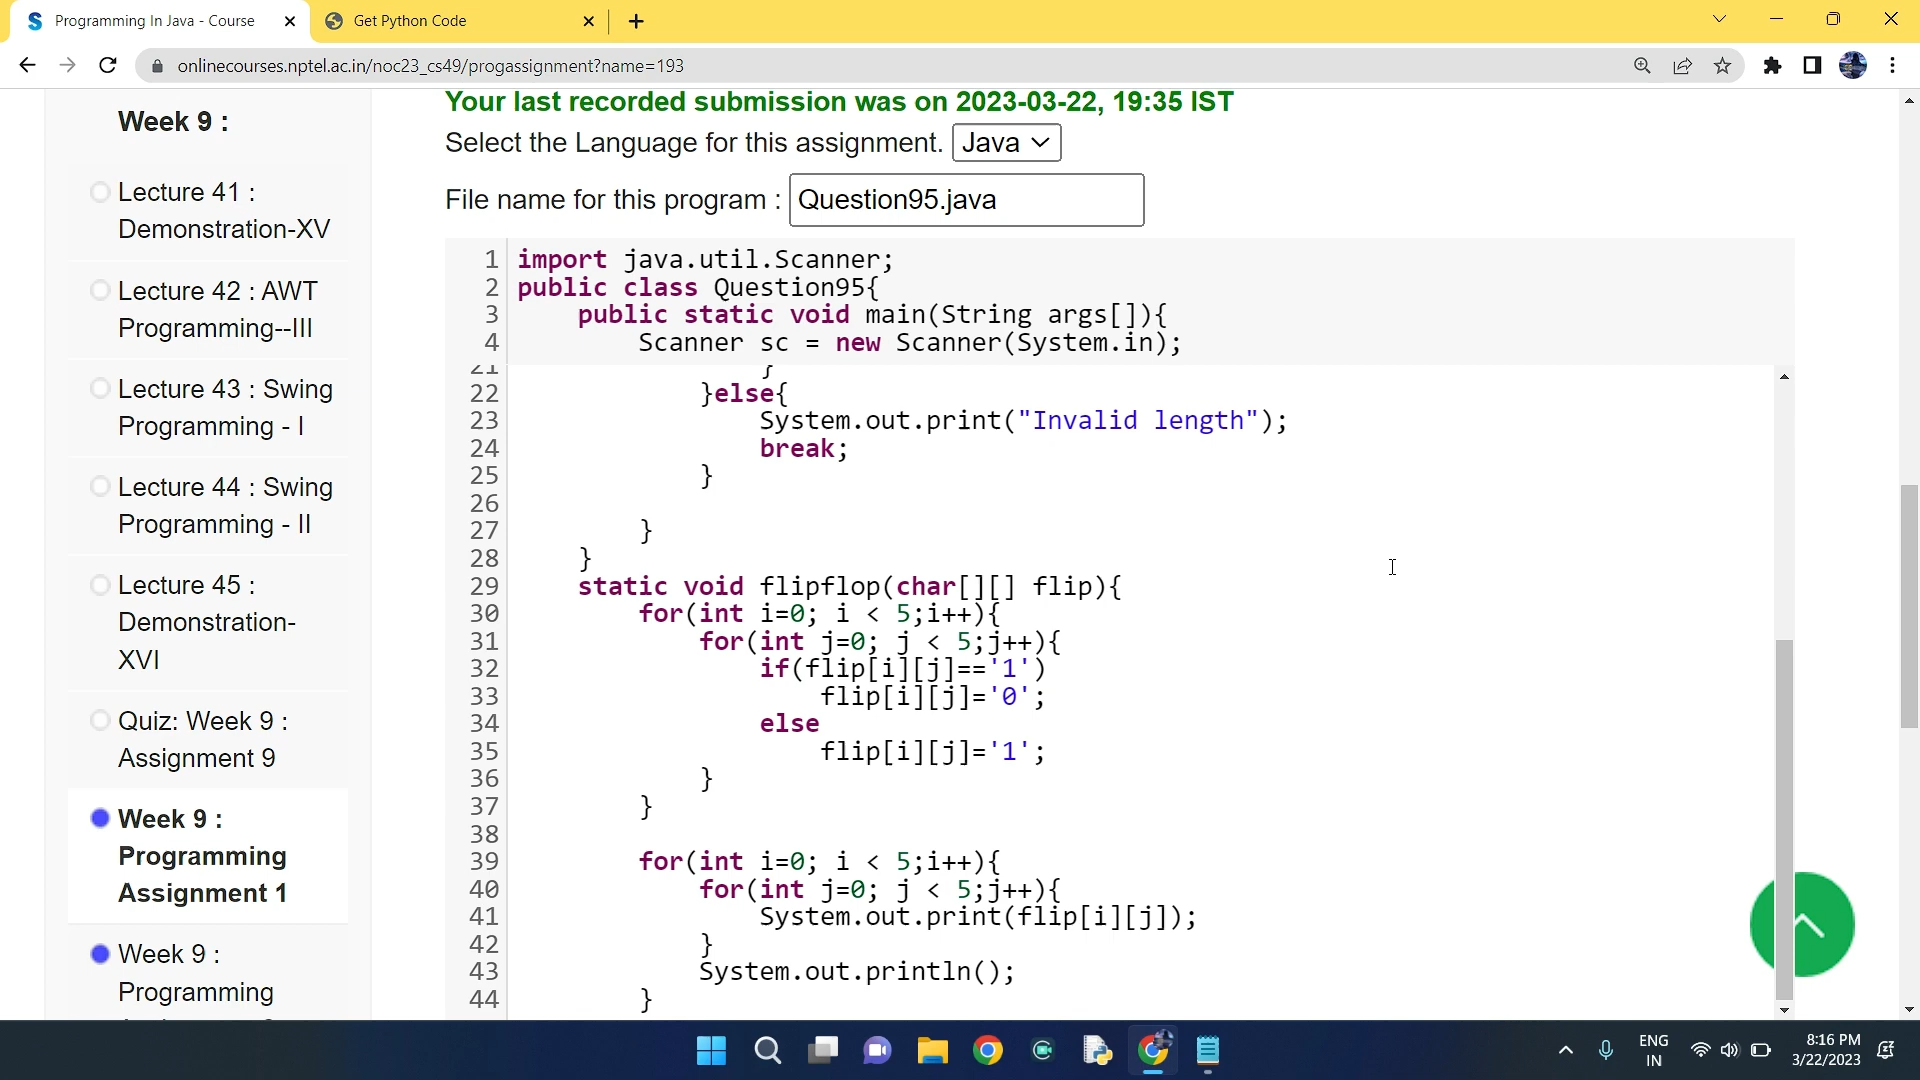 Programming In Java - Course
Get Python Code
onlinecourses.nptel.ac.in/noc23_cs49/progassignment?name=193
Week 9 :
Lecture 41 :
Demonstration-XV
Lecture 42 : AWT
Programming--III
Lecture 43 : Swing
Programming - I
Lecture 44 : Swing
Programming - II
Lecture 45 :
Demonstration-
XVI
Quiz: Week 9 :
Assignment 9
Week 9 :
Programming
Assignment 1
Week 9 :
Programming
Your last recorded submission was on 2023-03-22, 19:35 IST
Select the Language for this assignment. Java
File name for this program : Question95.java
1 import java.util.Scanner;
2 public class Question95{
3 public static void main(String args[]){
4 Scanner sc = new Scanner(System.in);
21 }
22 }else{
23 System.out.print("Invalid length");
24 break;
25 }
26
27 }
28 }
29 static void flipflop(char[][] flip){
30 for(int i=0; i < 5;i++){
31 for(int j=0; j < 5;j++){
32 if(flip[i][j]=='1')
33 flip[i][j]='0';
34 else
35 flip[i][j]='1';
36 }
37 }
38
39 for(int i=0; i < 5;i++){
40 for(int j=0; j < 5;j++){
41 System.out.print(flip[i][j]);
42 }
43 System.out.println();
44 }
ENG
IN
8:16 PM
3/22/2023